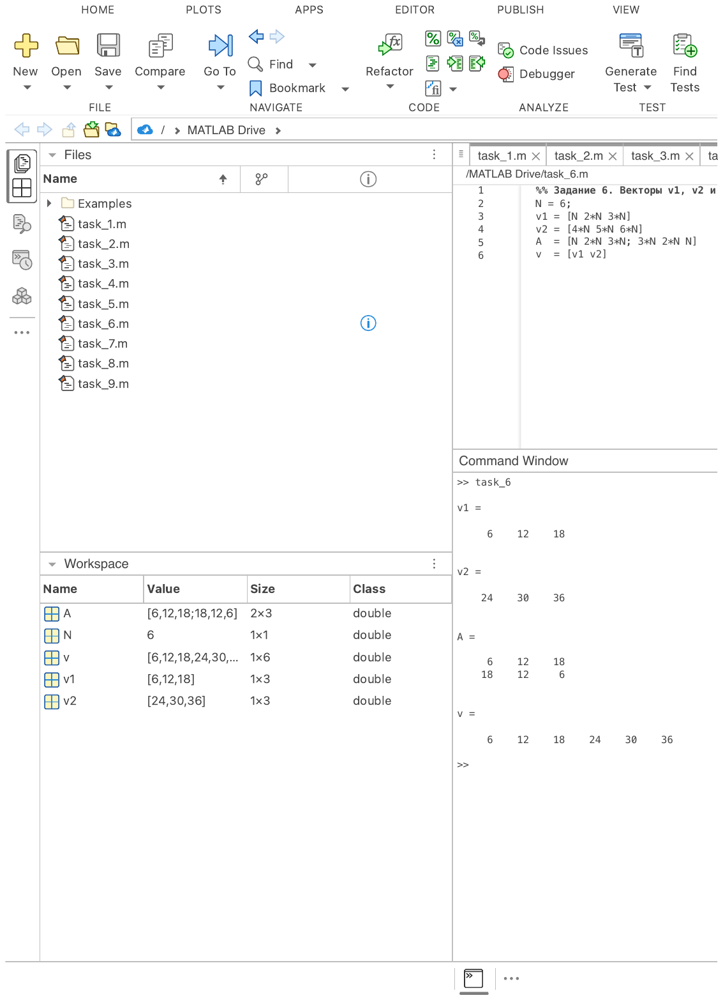 HOME PLOTS APPS EDITOR PUBLISH VIEW
New Open Save Compare Go To Find Bookmark Refactor Code Issues Debugger Generate Test Find Tests
FILE NAVIGATE CODE ANALYZE TEST
/ MATLAB Drive
Files
Name
Examples
task_1.m
task_2.m
task_3.m
task_4.m
task_5.m
task_6.m
task_7.m
task_8.m
task_9.m
Workspace
Name Value Size Class
A [6,12,18;18,12,6] 2×3 double
N 6 1×1 double
v [6,12,18,24,30,... 1×6 double
v1 [6,12,18] 1×3 double
v2 [24,30,36] 1×3 double
task_1.m task_2.m task_3.m ta
/MATLAB Drive/task_6.m
1 %% Задание 6. Векторы v1, v2 и
2 N = 6;
3 v1 = [N 2*N 3*N]
4 v2 = [4*N 5*N 6*N]
5 A  = [N 2*N 3*N; 3*N 2*N N]
6 v  = [v1 v2]
Command Window
>> task_6
v1 =
6 12 18
v2 =
24 30 36
A =
6 12 18
18 12 6
v =
6 12 18 24 30 36
>>